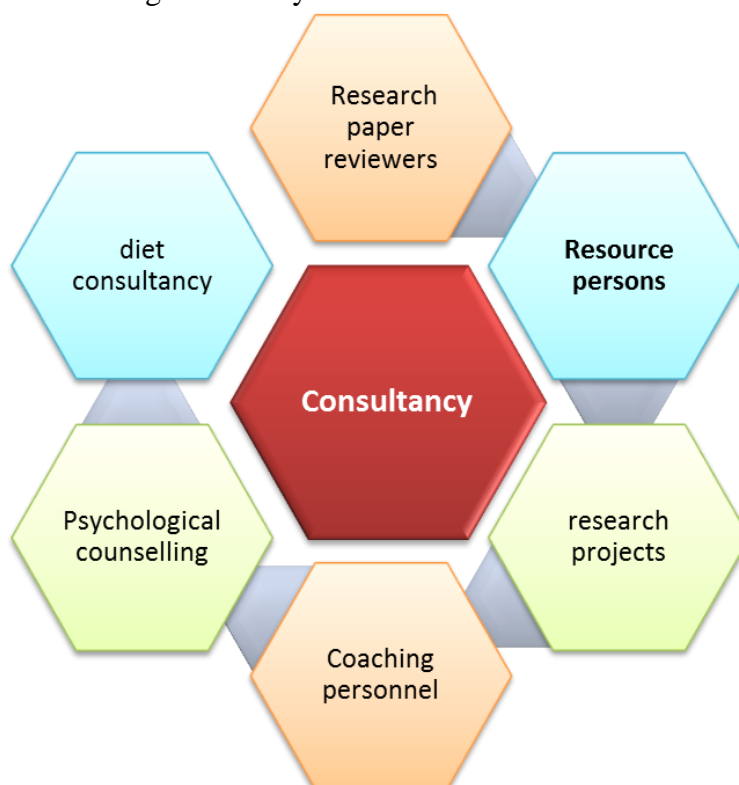 Research
paper
reviewers
diet
consultancy
Resource
persons
Consultancy
Psychological
counselling
research
projects
Coaching
personnel